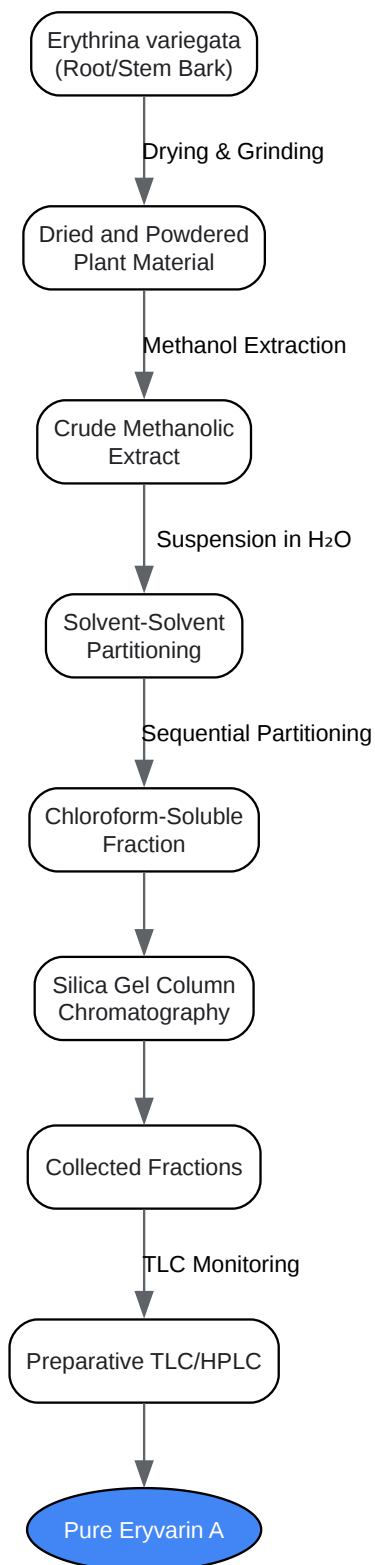 Erythrina variegata
(Root/Stem Bark)
Drying & Grinding
Dried and Powdered
Plant Material
Methanol Extraction
Crude Methanolic
Extract
Suspension in H₂O
Solvent-Solvent
Partitioning
Sequential Partitioning
Chloroform-Soluble
Fraction
Silica Gel Column
Chromatography
Collected Fractions
TLC Monitoring
Preparative TLC/HPLC
Pure Eryvarin A